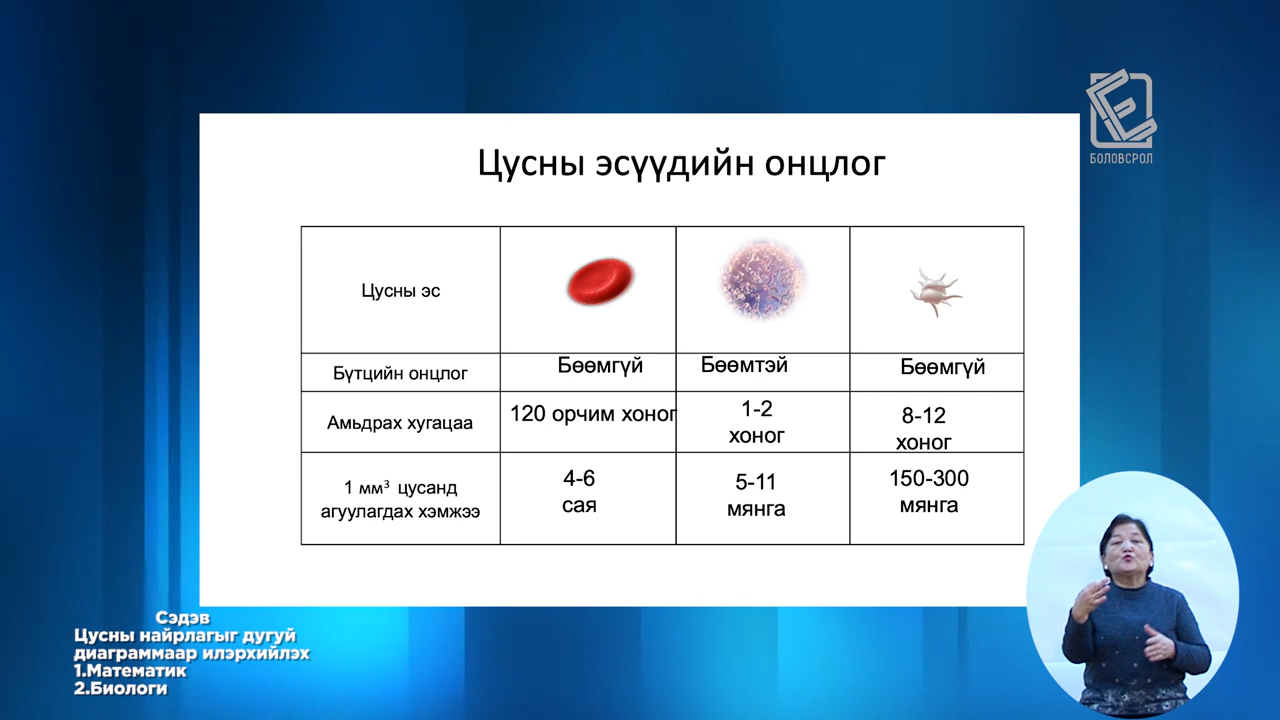 БОЛОВСРОЛ
Цусны эсүүдийн онцлог
Цусны эс
Бүтцийн онцлог
Бөөмгүй
Бөөмтэй
Бөөмгүй
Амьдрах хугацаа
120 орчим хоног
1-2
хоног
8-12
хоног
1 мм³ цусанд
агуулагдах хэмжээ
4-6
сая
5-11
мянга
150-300
мянга
Сэдэв
Цусны найрлагыг дугуй
диаграммаар илэрхийлэх
1.Математик
2.Биологи